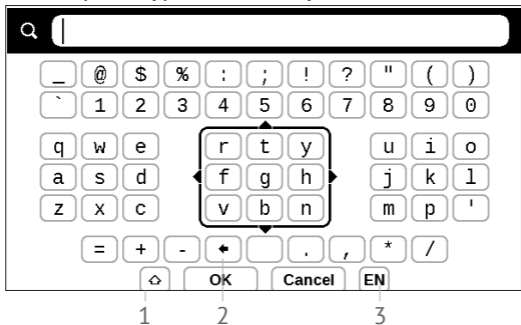 _ @ $ % : ; ! ? " ( )
` 1 2 3 4 5 6 7 8 9 0
q w e r t y u i o
a s d f g h j k l
z x c v b n m p '
= + - . , * /
OK Cancel EN
1 2 3